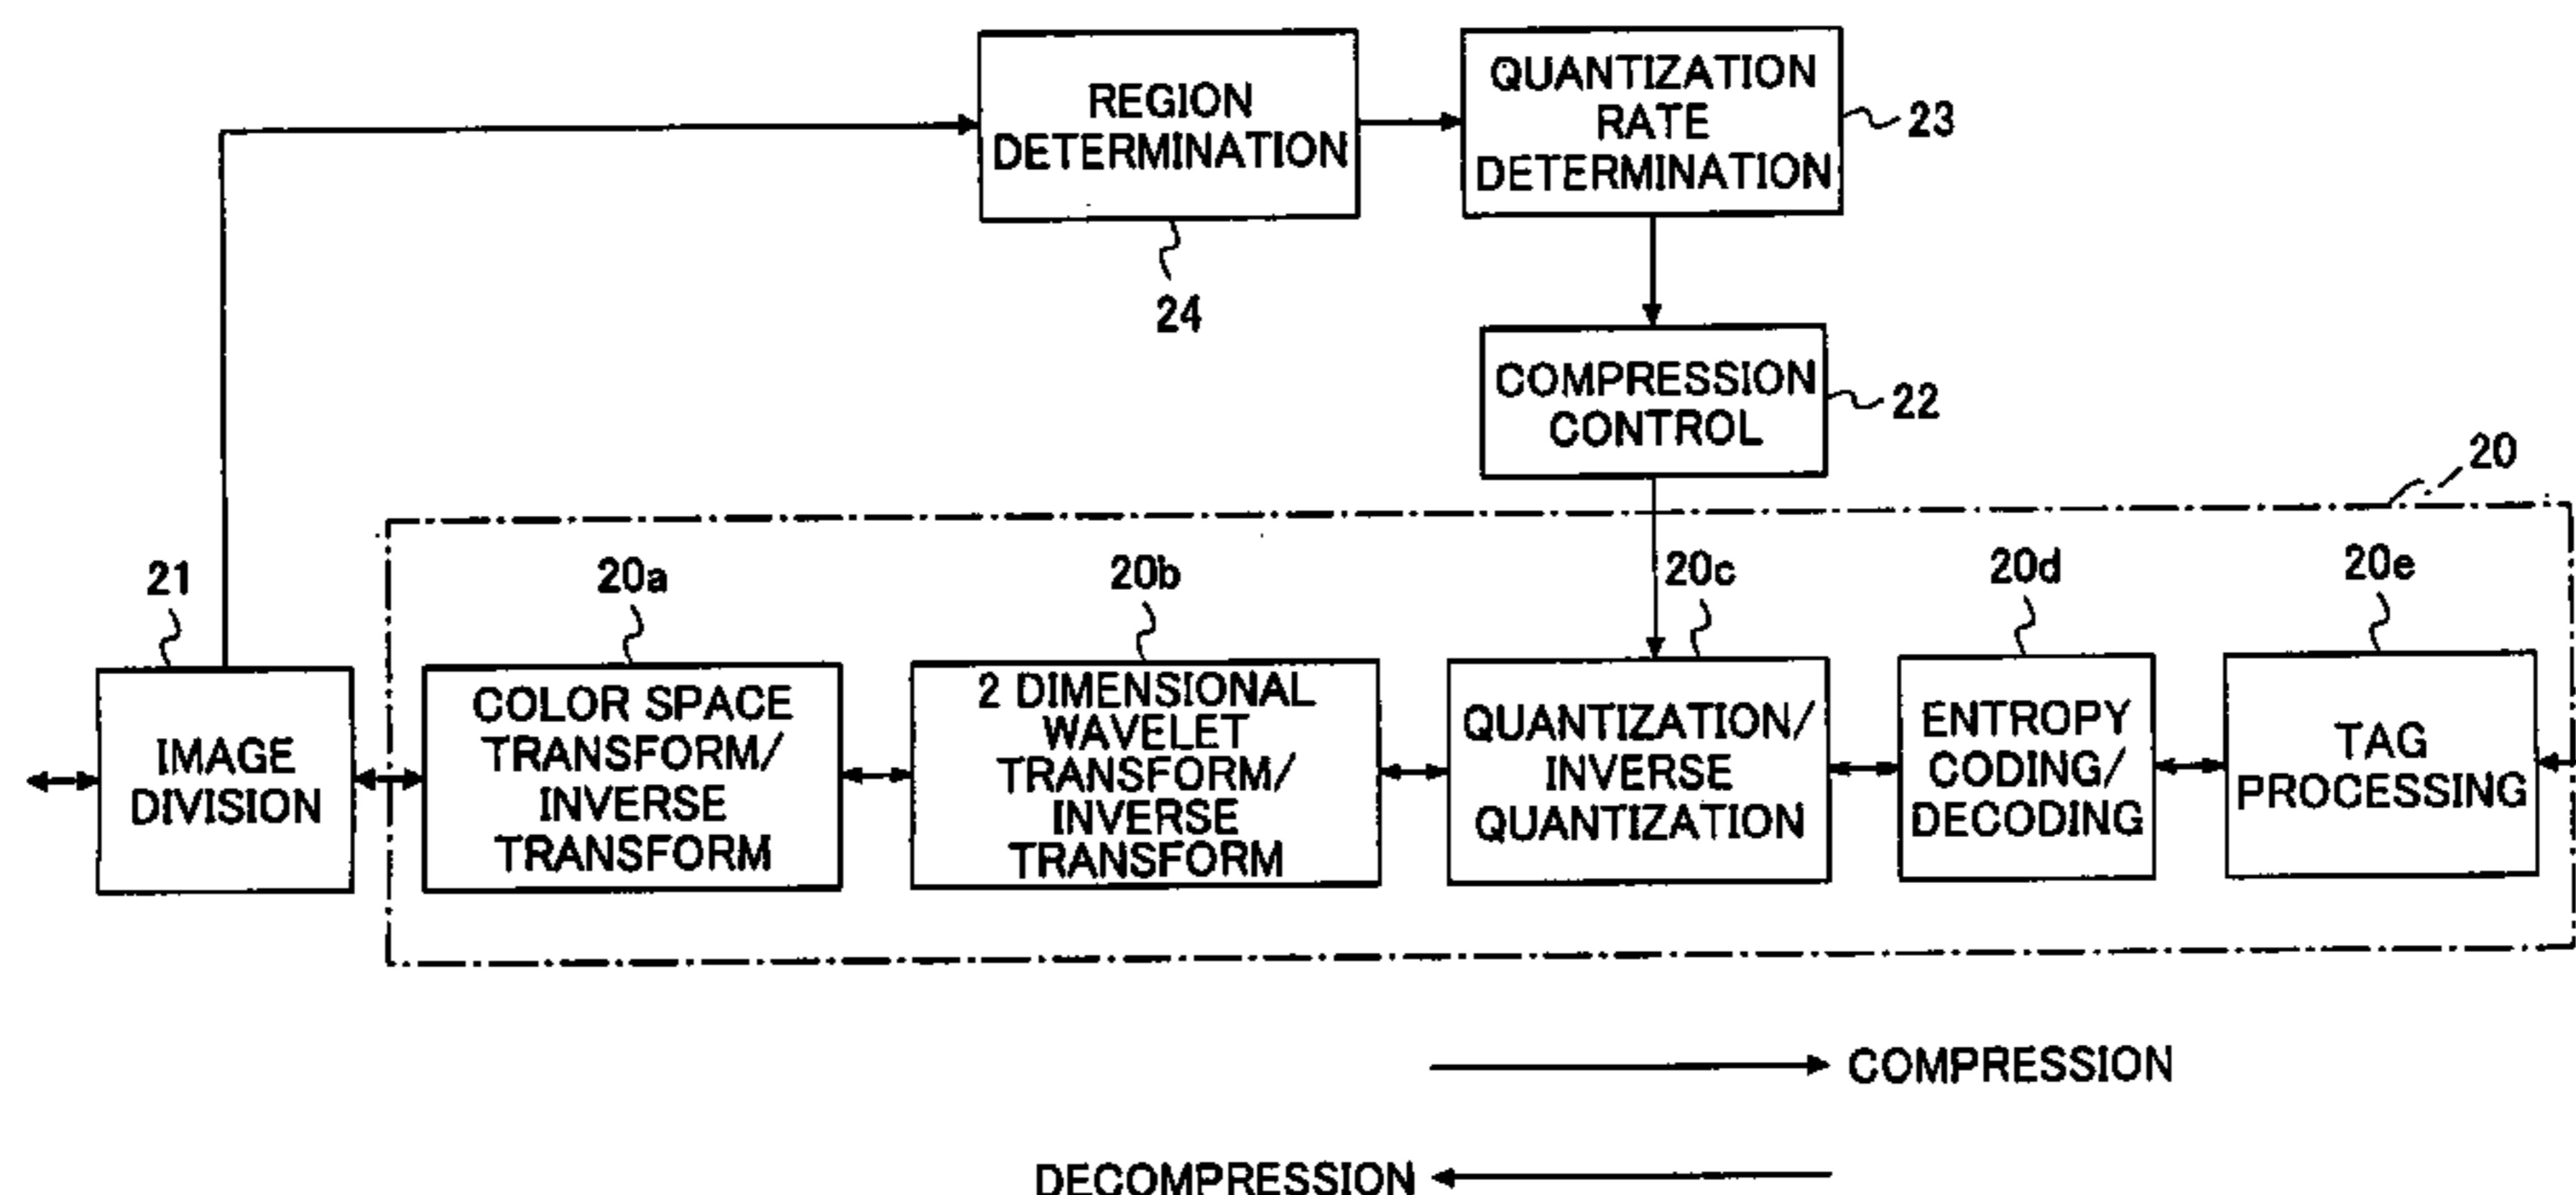 REGION
DETERMINATION
24
QUANTIZATION
RATE
DETERMINATION
23
COMPRESSION
CONTROL
22
20
21
IMAGE
DIVISION
20a
COLOR SPACE
TRANSFORM/
INVERSE
TRANSFORM
20b
2 DIMENSIONAL
WAVELET
TRANSFORM/
INVERSE
TRANSFORM
20c
QUANTIZATION/
INVERSE
QUANTIZATION
20d
ENTROPY
CODING/
DECODING
20e
TAG
PROCESSING
COMPRESSION
DECOMPRESSION